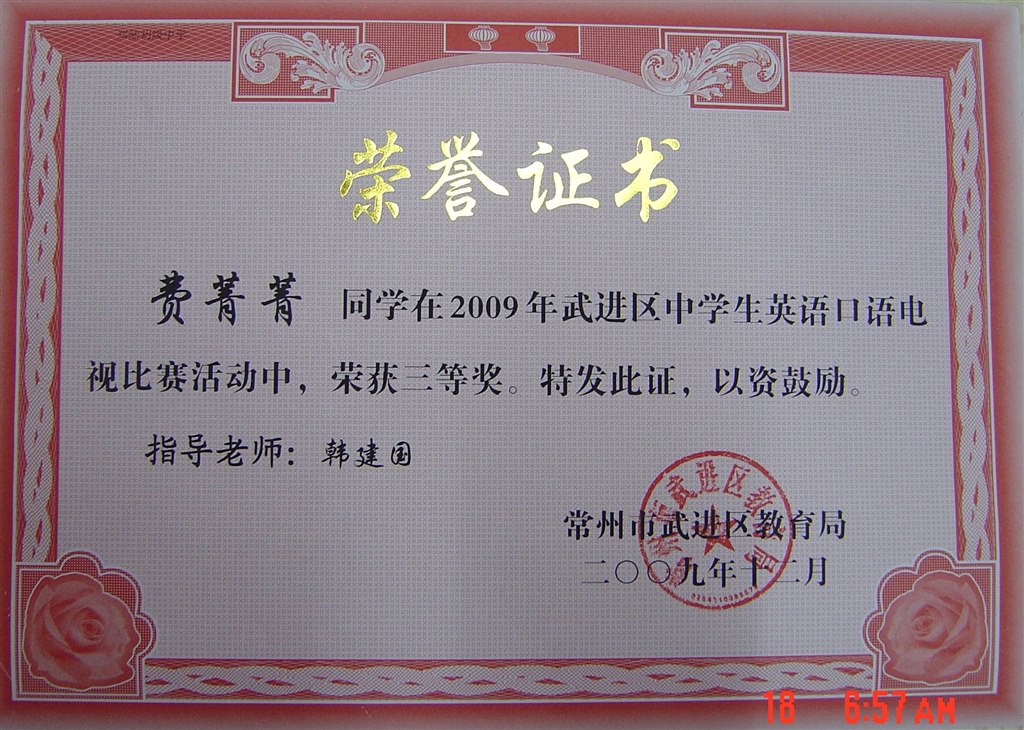 荣誉证书
费菁菁 同学在2009年武进区中学生英语口语电
视比赛活动中，荣获三等奖。特发此证，以资鼓励。
指导老师：韩建国
常州市武进区教育局
二〇〇九年十二月
18 6:57AM